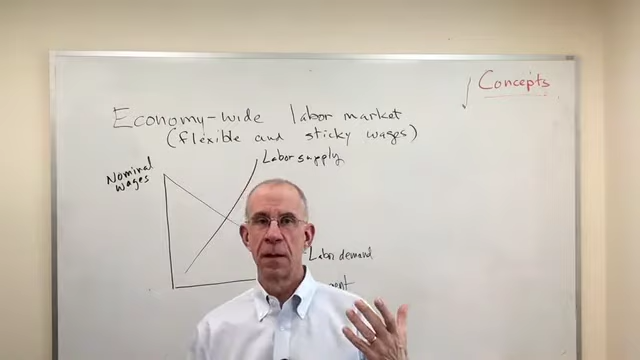 Concepts
Economy-wide labor market
(flexible and sticky wages)
Labor supply
Nominal
wages
Labor demand